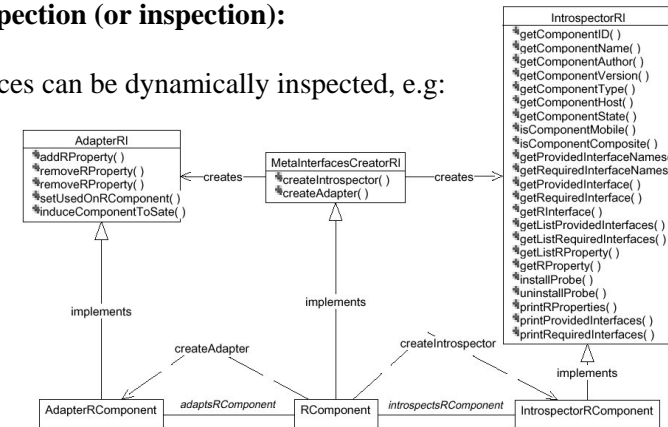 pection (or inspection):
ces can be dynamically inspected, e.g:
IntrospectorRI
getComponentID( )
getComponentName( )
getComponentAuthor( )
getComponentVersion( )
getComponentType( )
getComponentHost( )
getComponentState( )
isComponentMobile( )
isComponentComposite( )
getProvidedInterfaceNames(
getRequiredInterfaceNames(
getProvidedInterface( )
getRequiredInterface( )
getRInterface( )
getListProvidedInterfaces( )
getListRequiredInterfaces( )
getListRProperty( )
getRProperty( )
installProbe( )
uninstallProbe( )
printRProperties( )
printProvidedInterfaces( )
printRequiredInterfaces( )
AdapterRI
addRProperty( )
removeRProperty( )
removeRProperty( )
setUsedOnRComponent( )
induceComponentToSate( )
creates
MetaInterfacesCreatorRI
createIntrospector( )
createAdapter( )
creates
implements
implements
createAdapter
createIntrospector
implements
AdapterRComponent
adaptsRComponent
RComponent
introspectsRComponent
IntrospectorRComponent